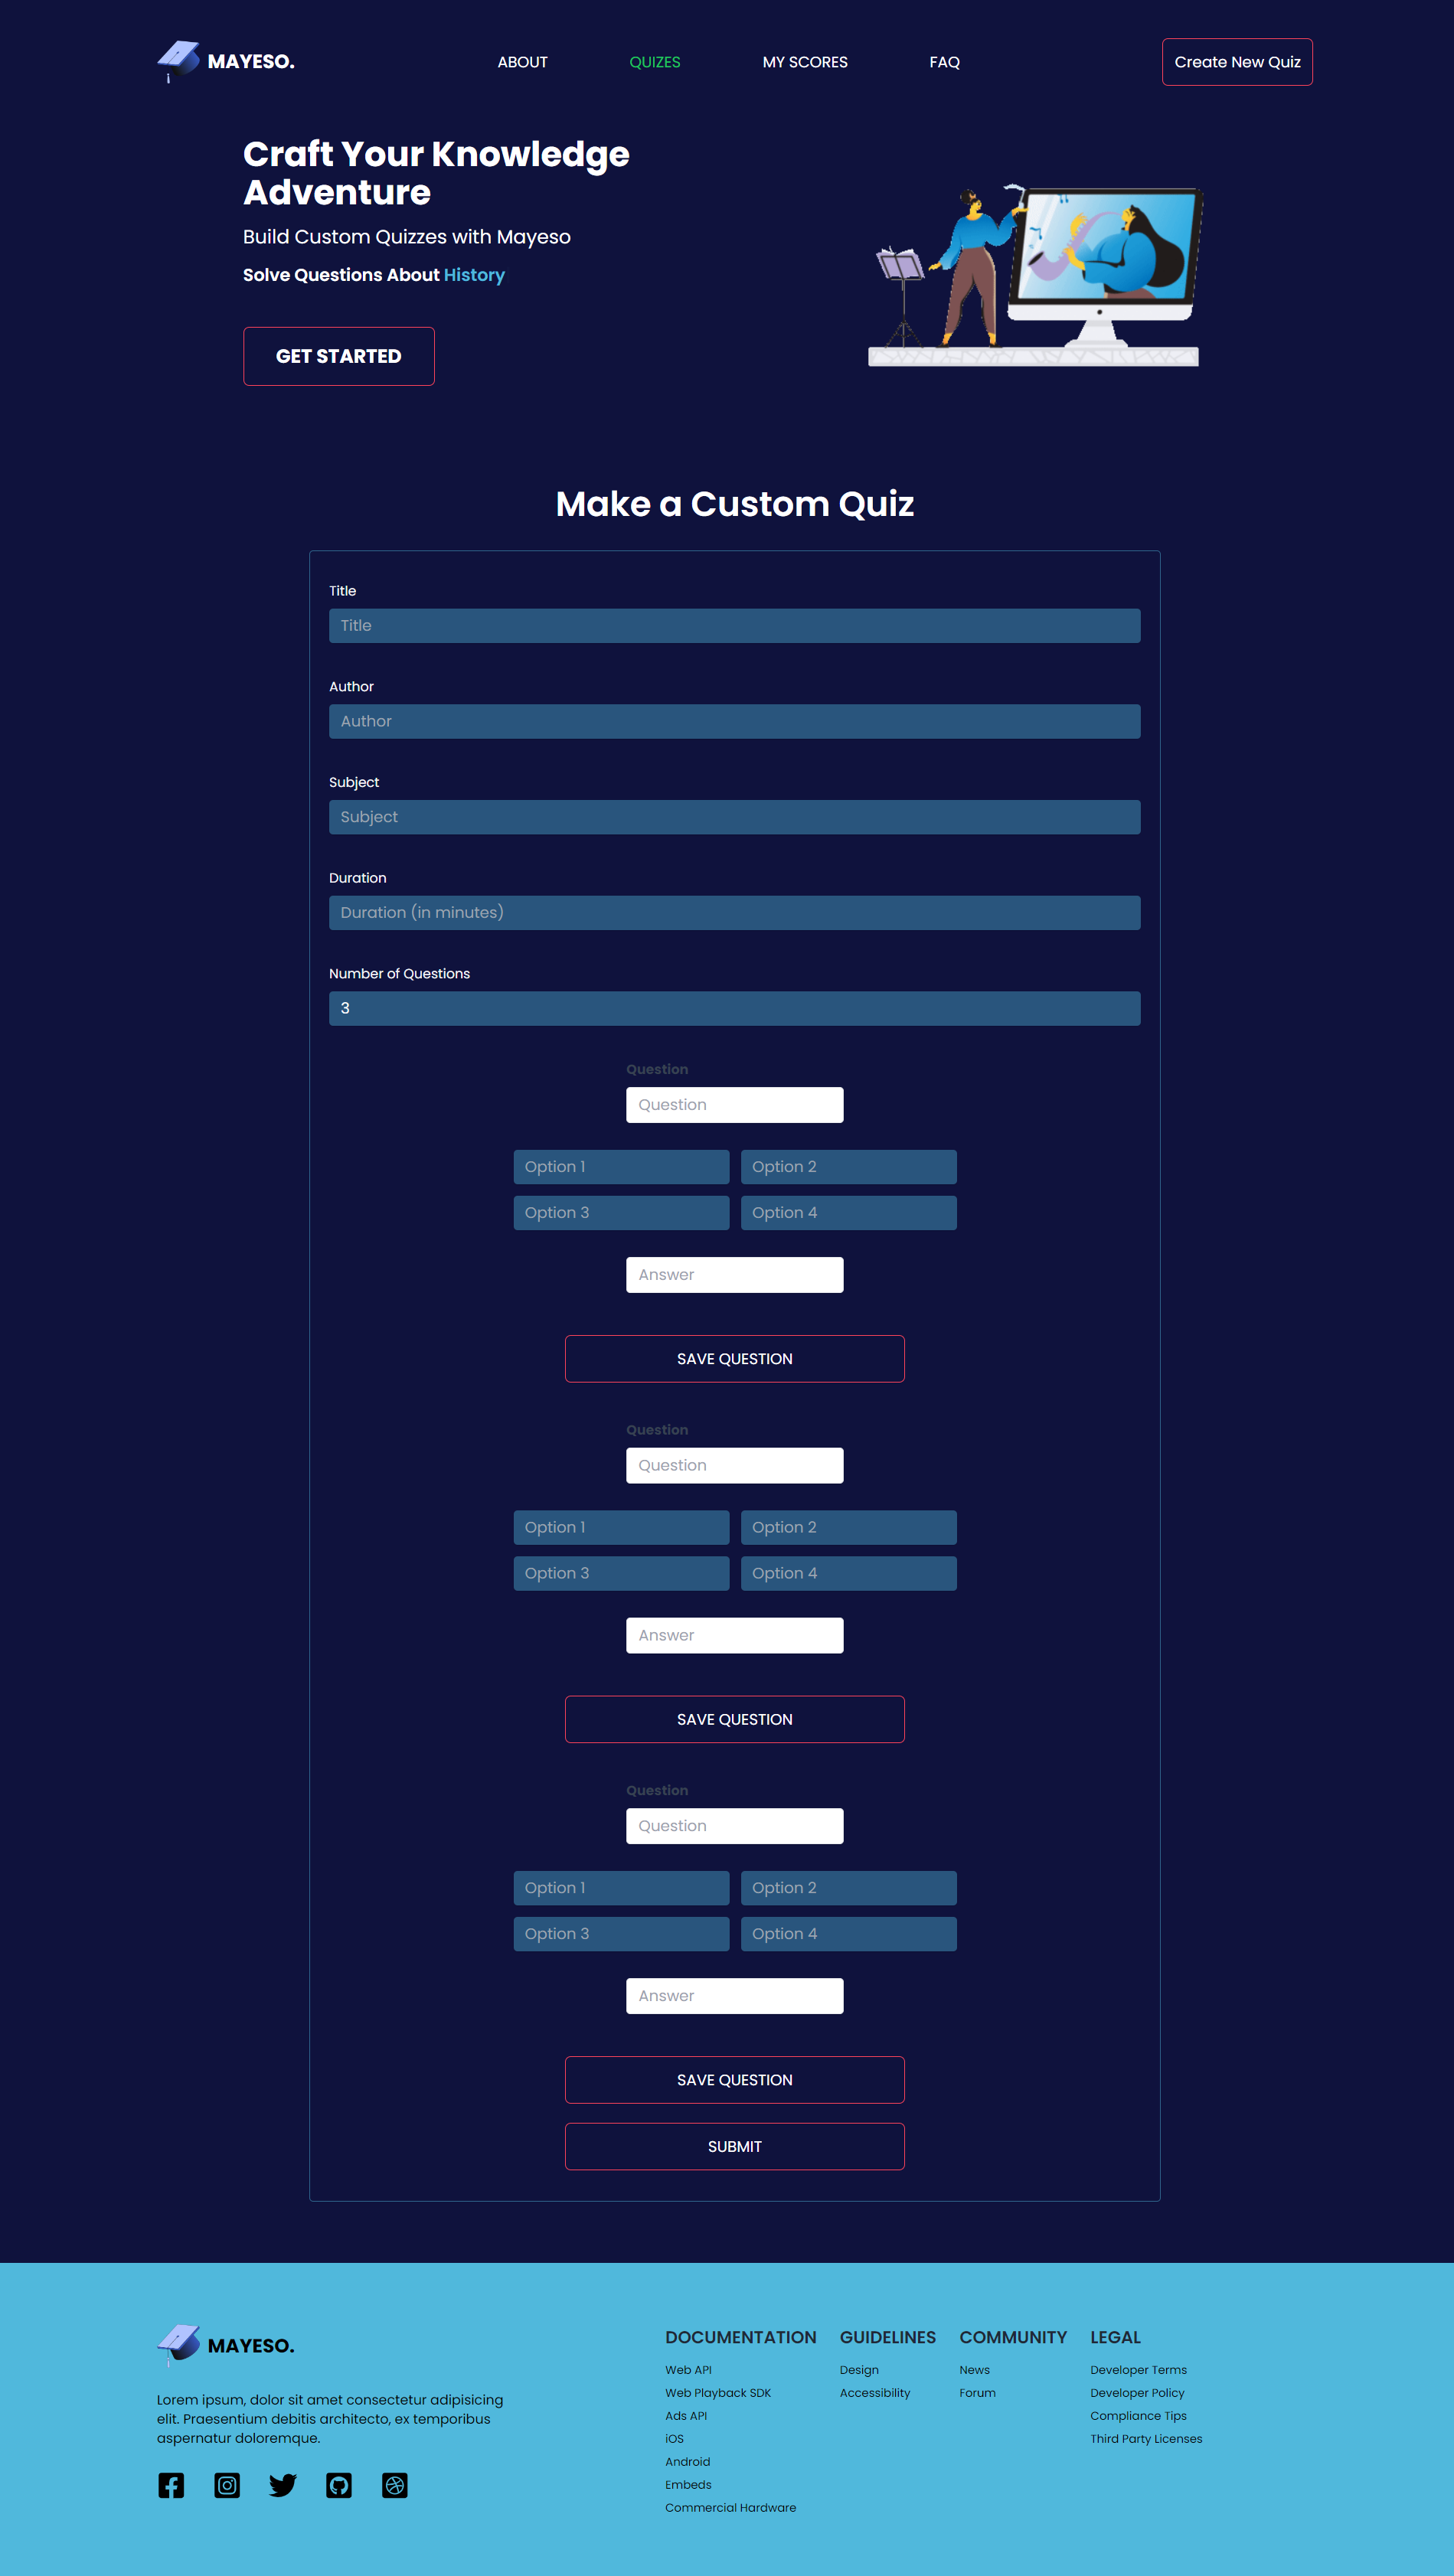 MAYESO.
ABOUT
QUIZES
MY SCORES
FAQ
Create New Quiz
Craft Your Knowledge
Adventure
Build Custom Quizzes with Mayeso
Solve Questions About History
GET STARTED
Make a Custom Quiz
Title
Title
Author
Author
Subject
Subject
Duration
Duration (in minutes)
Number of Questions
3
Question
Question
Option 1
Option 2
Option 3
Option 4
Answer
SAVE QUESTION
Question
Question
Option 1
Option 2
Option 3
Option 4
Answer
SAVE QUESTION
Question
Question
Option 1
Option 2
Option 3
Option 4
Answer
SAVE QUESTION
SUBMIT
MAYESO.
Lorem ipsum, dolor sit amet consectetur adipisicing
elit. Praesentium debitis architecto, ex temporibus
aspernatur doloremque.
DOCUMENTATION
Web API
Web Playback SDK
Ads API
iOS
Android
Embeds
Commercial Hardware
GUIDELINES
Design
Accessibility
COMMUNITY
News
Forum
LEGAL
Developer Terms
Developer Policy
Compliance Tips
Third Party Licenses